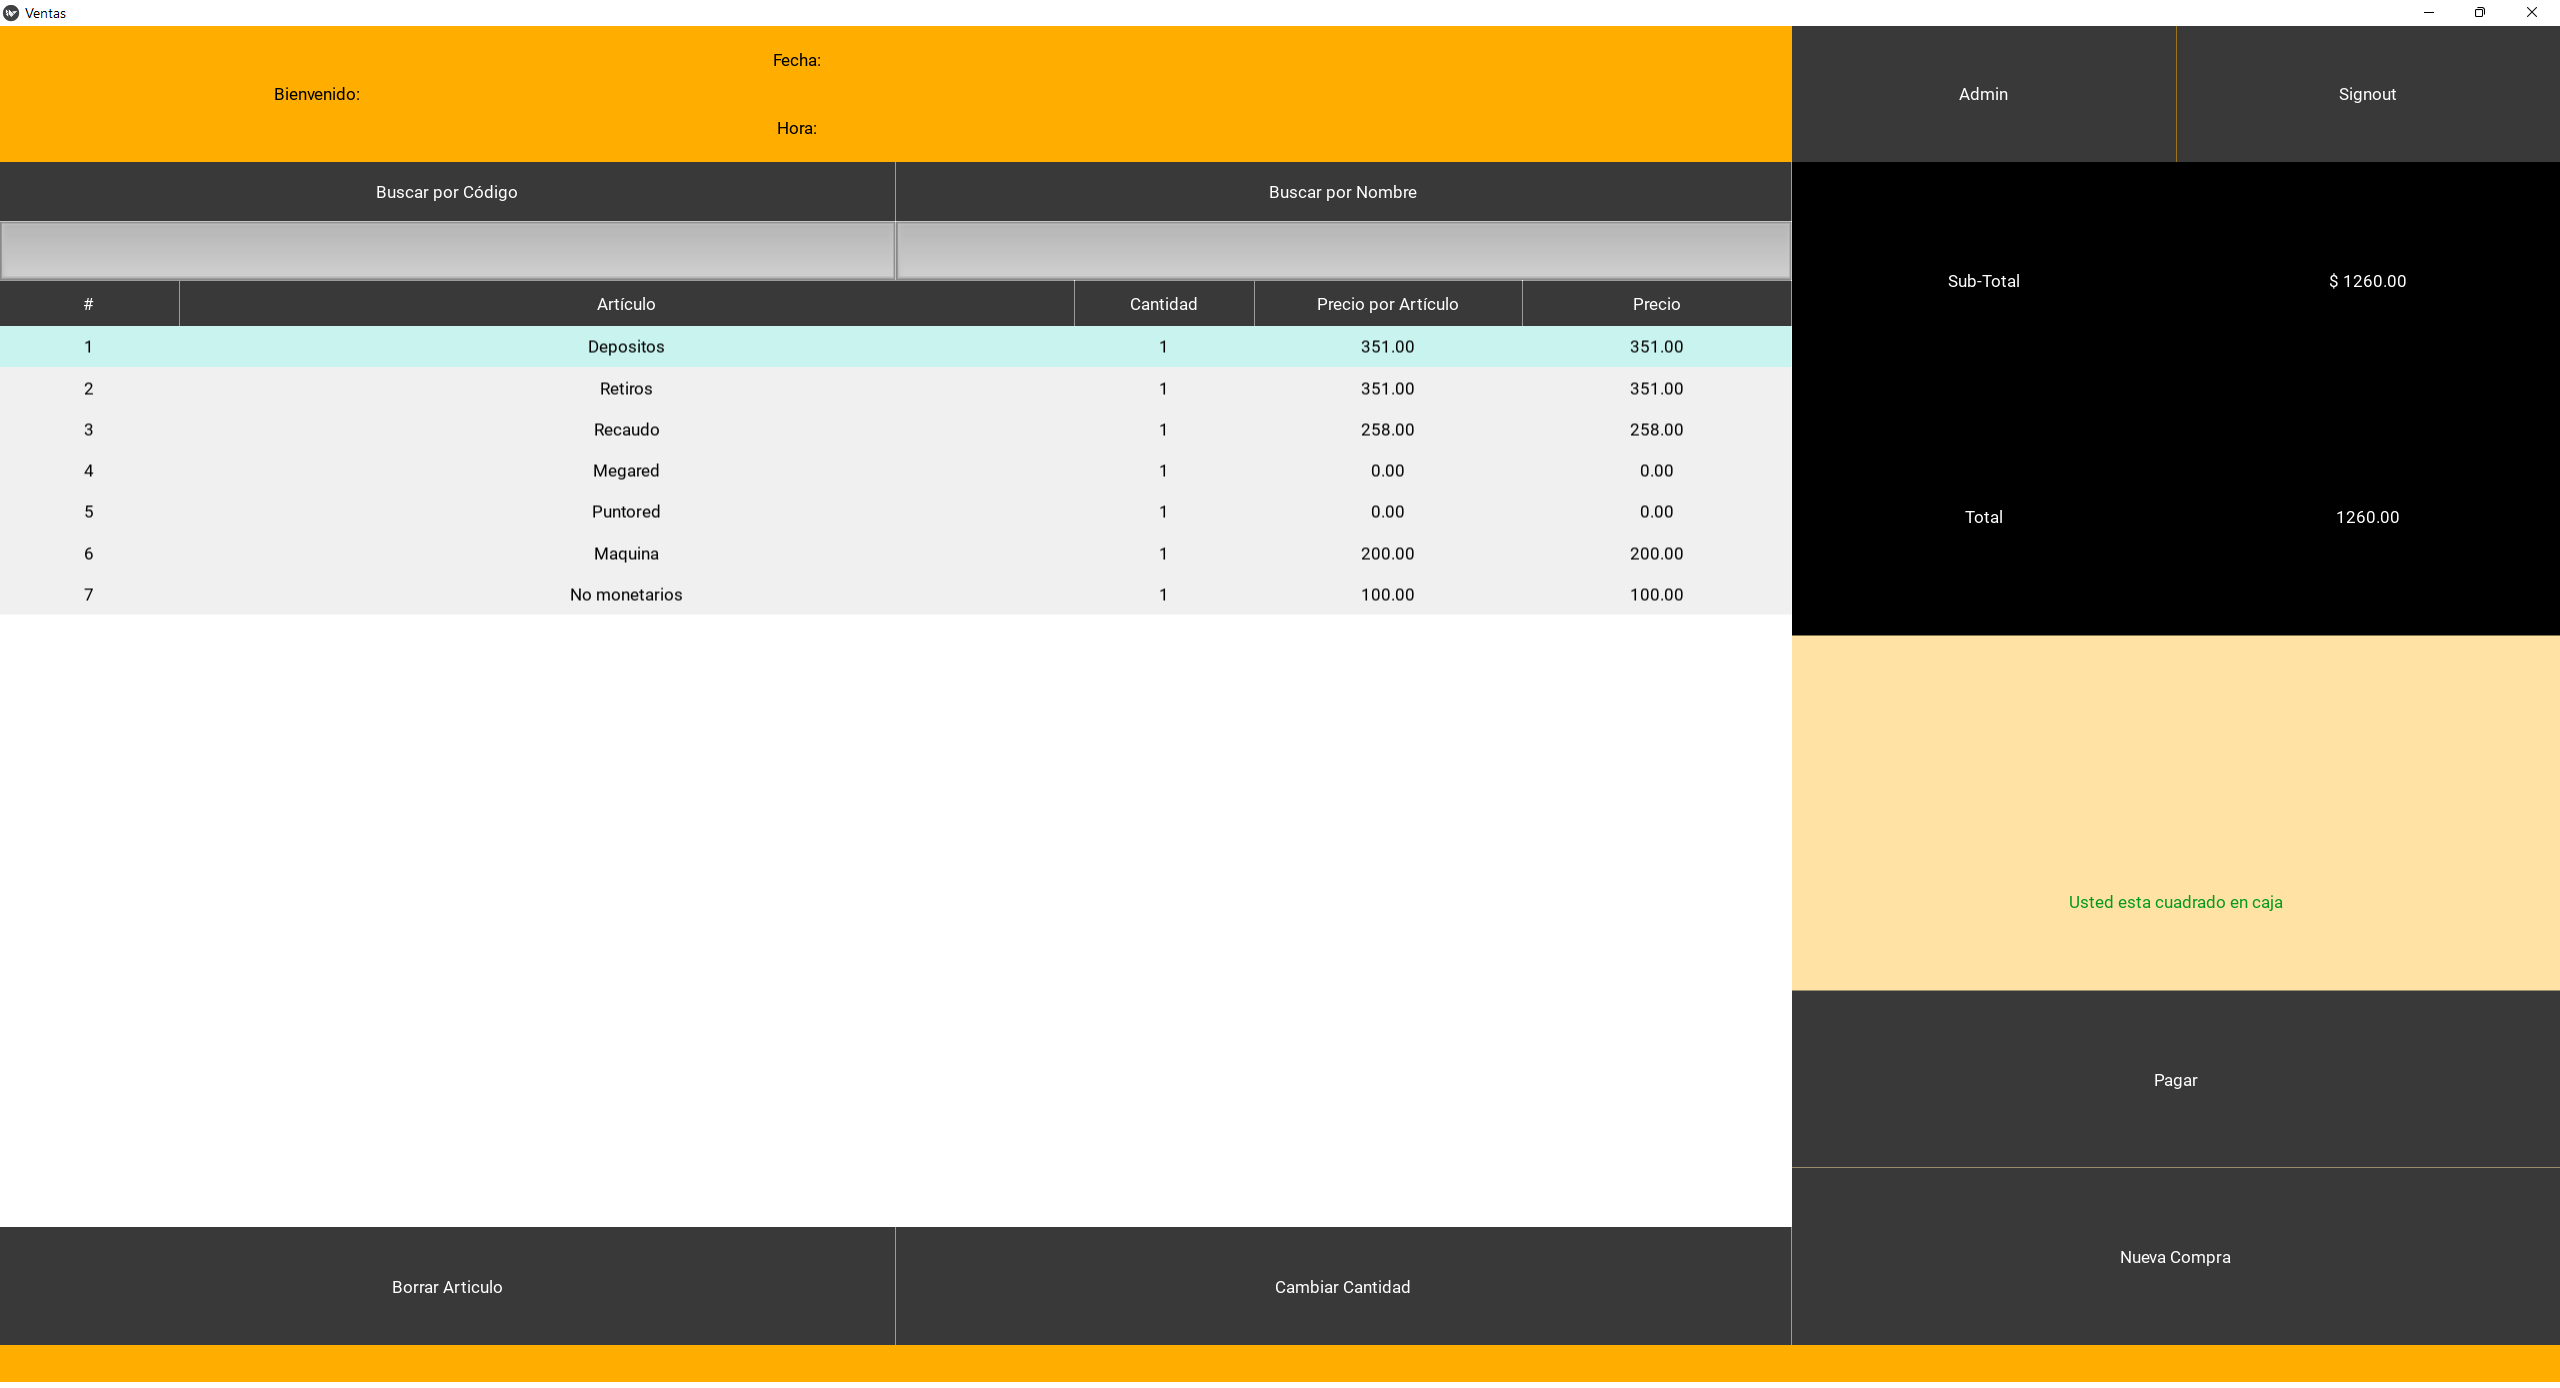 Ventas
Fecha:
Bienvenido:
Hora:
Admin
Signout
Buscar por Código
Buscar por Nombre
# Artículo Cantidad Precio por Artículo Precio
1 Depositos 1 351.00 351.00
2 Retiros 1 351.00 351.00
3 Recaudo 1 258.00 258.00
4 Megared 1 0.00 0.00
5 Puntored 1 0.00 0.00
6 Maquina 1 200.00 200.00
7 No monetarios 1 100.00 100.00
Sub-Total $ 1260.00
Total 1260.00
Usted esta cuadrado en caja
Pagar
Nueva Compra
Borrar Articulo
Cambiar Cantidad